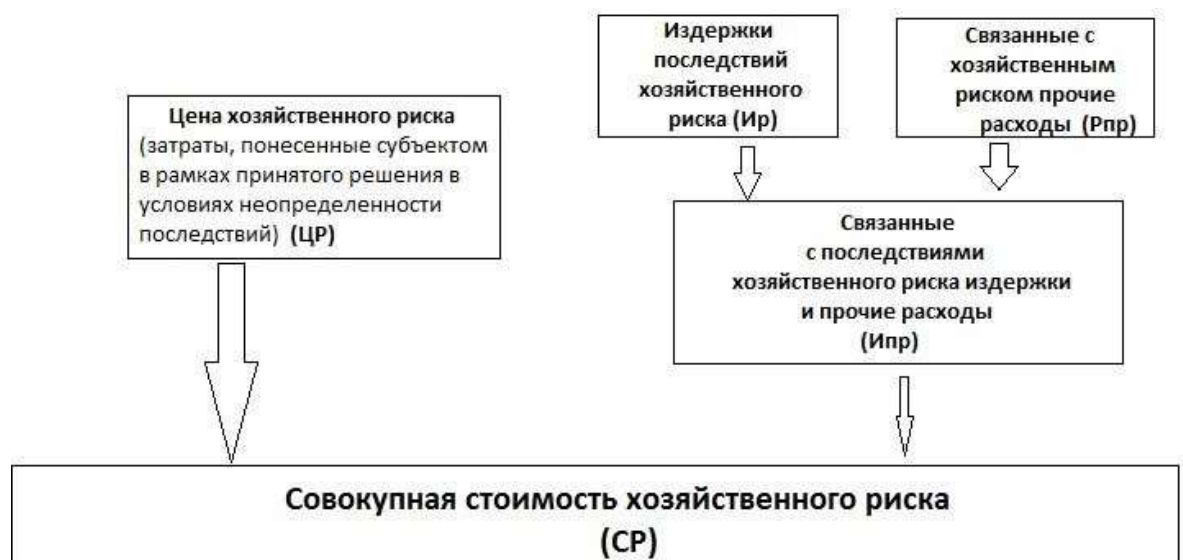 Издержки
последствий
хозяйственного
риска (Ир)
Связанные с
хозяйственным
риском прочие
расходы (Рпр)
Цена хозяйственного риска
(затраты, понесенные субъектом
в рамках принятого решения в
условиях неопределенности
последствий) (ЦР)
Связанные
с последствиями
хозяйственного риска издержки
и прочие расходы
(Ипр)
Совокупная стоимость хозяйственного риска
(СР)